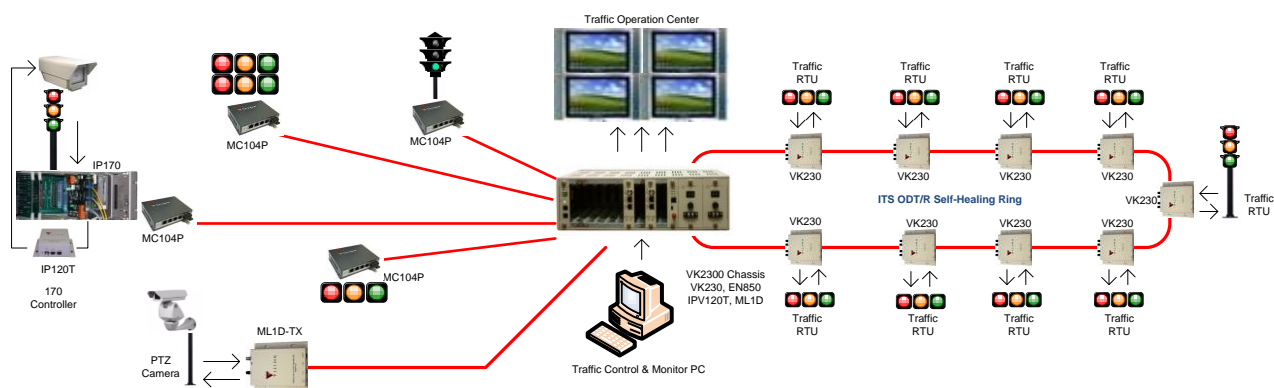 Traffic Operation Center
MC104P
MC104P
IP170
MC104P
IP120T
170
Controller
MC104P
PTZ
Camera
ML1D-TX
VK2300 Chassis
VK230, EN850
IPV120T, ML1D
Traffic Control & Monitor PC
Traffic
RTU
Traffic
RTU
Traffic
RTU
Traffic
RTU
VK230
VK230
VK230
VK230
ITS ODT/R Self-Healing Ring
VK230
Traffic
RTU
VK230
VK230
VK230
VK230
Traffic
RTU
Traffic
RTU
Traffic
RTU
Traffic
RTU